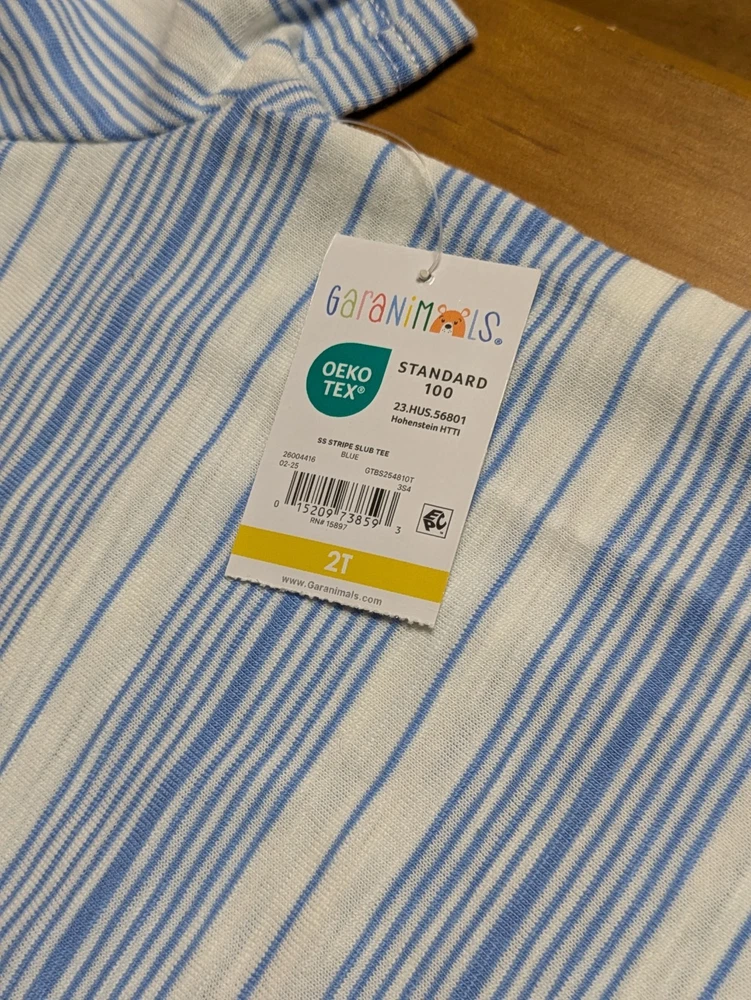 GaraNiMALS®
OEKO
TEX®
STANDARD
100
23.HUS.56801
Hohenstein HTTI
SS STRIPE SLUB TEE
BLUE
26004416
GTBS254810T
02-25
3S4
0 15209 73859 3
RN# 15897
EPC
2T
www.Garanimals.com